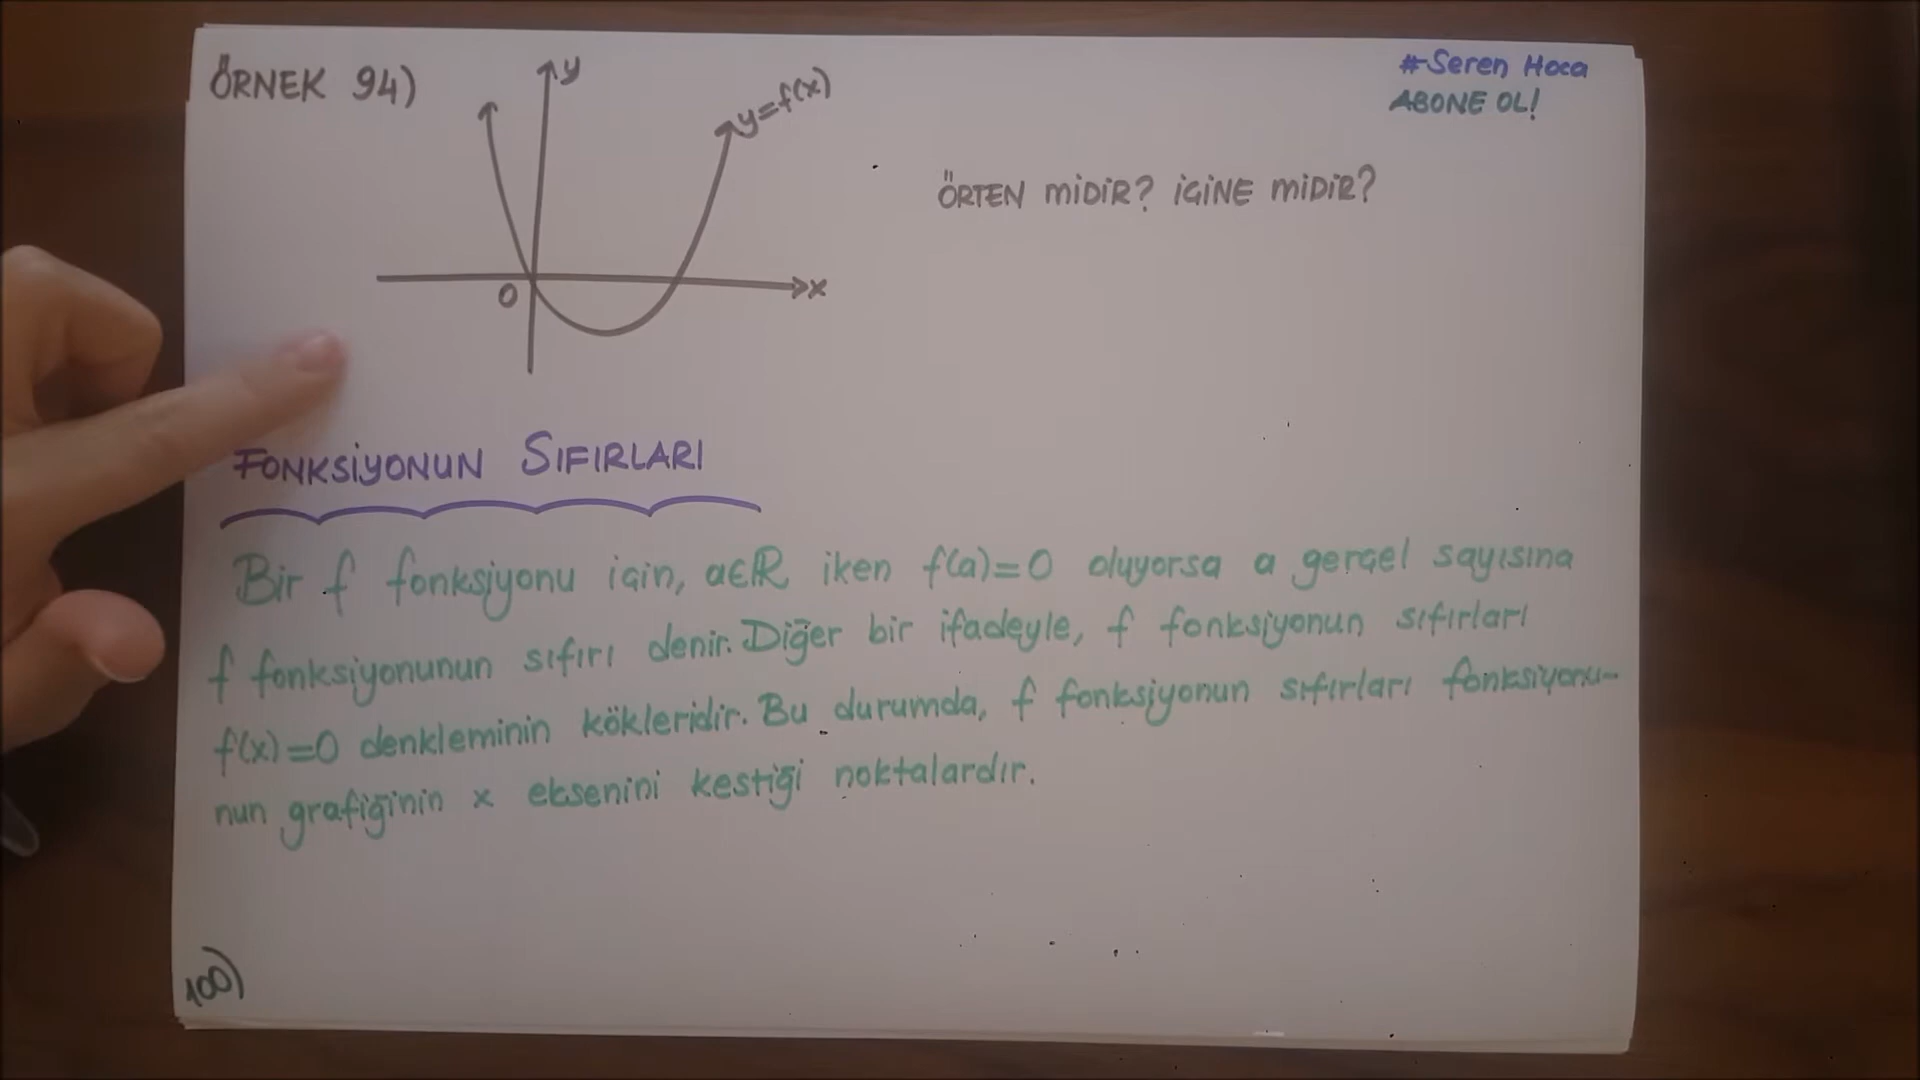 ÖRNEK 94)
y
y=f(x)
O
x
#Seren Hoca
ABONE OL!
ÖRTEN MİDİR? İÇİNE MİDİR?
FONKSİYONUN SIFIRLARI
Bir f fonksiyonu için, a∈ℝ iken f(a)=0 oluyorsa a gerçel sayısına
f fonksiyonunun sıfırı denir. Diğer bir ifadeyle, f fonksiyonun sıfırları
f(x)=0 denkleminin kökleridir. Bu durumda, f fonksiyonun sıfırları fonksiyonu-
nun grafiğinin x eksenini kestiği noktalardır.
100)